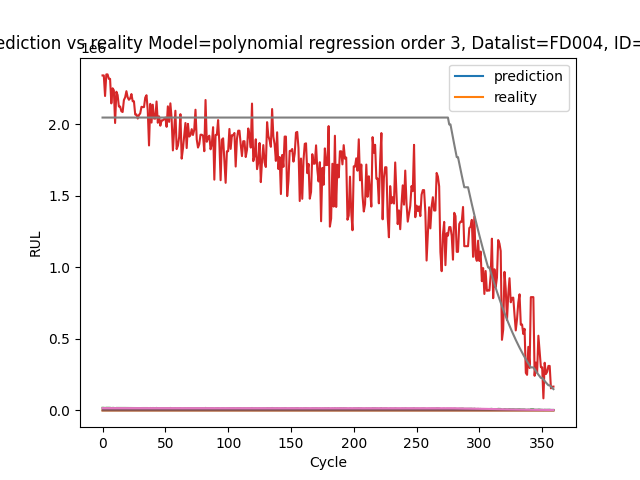 ediction vs reality Model=polynomial regression order 3, Datalist=FD004, ID=
1e6
prediction
reality
2.0
1.5
1.0
0.5
0.0
RUL
0 50 100 150 200 250 300 350
Cycle